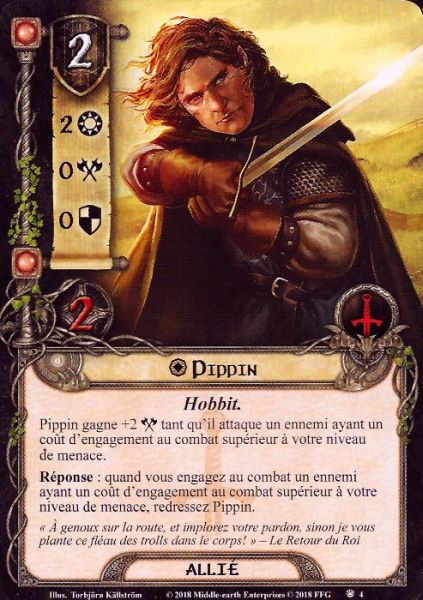 2
2
0
0
2
PIPPIN
Hobbit.
Pippin gagne +2 tant qu'il attaque un ennemi ayant un
coût d'engagement au combat supérieur à votre niveau
de menace.
Réponse : quand vous engagez au combat un ennemi
ayant un coût d'engagement au combat supérieur à votre
niveau de menace, redressez Pippin.
« À genoux sur la route, et implorez votre pardon, sinon je vous
plante ce fléau des trolls dans le corps! » – Le Retour du Roi
ALLIÉ
Illus. Torbjörn Källström © 2018 Middle-earth Enterprises © 2018 FFG 4